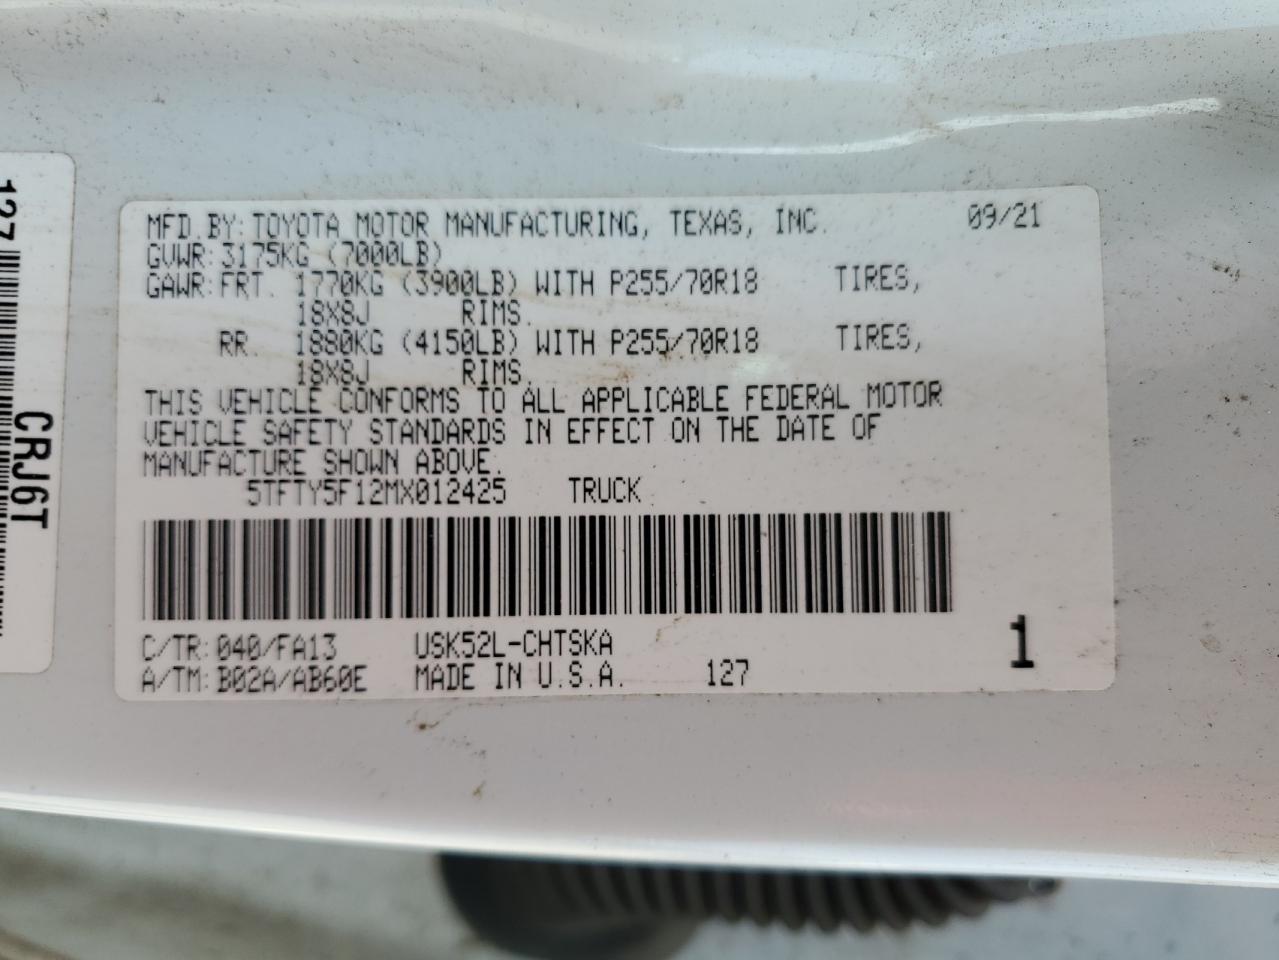 MFD.BY: TOYOTA MOTOR MANUFACTURING, TEXAS, INC. 09/21
GVWR: 3175KG (7000LB)
GAWR: FRT. 1770KG (3900LB) WITH P255/70R18 TIRES,
18X8J RIMS.
RR. 1880KG (4150LB) WITH P255/70R18 TIRES,
18X8J RIMS.
THIS VEHICLE CONFORMS TO ALL APPLICABLE FEDERAL MOTOR
VEHICLE SAFETY STANDARDS IN EFFECT ON THE DATE OF
MANUFACTURE SHOWN ABOVE.
5TFTY5F12MX012425 TRUCK
C/TR: 040/FA13 USK52L-CHTSKA
A/TM: B02A/AB60E MADE IN U.S.A. 127
1
127
CRJ6T